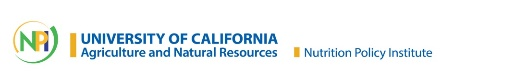 NPI
UNIVERSITY OF CALIFORNIA
Agriculture and Natural Resources
Nutrition Policy Institute